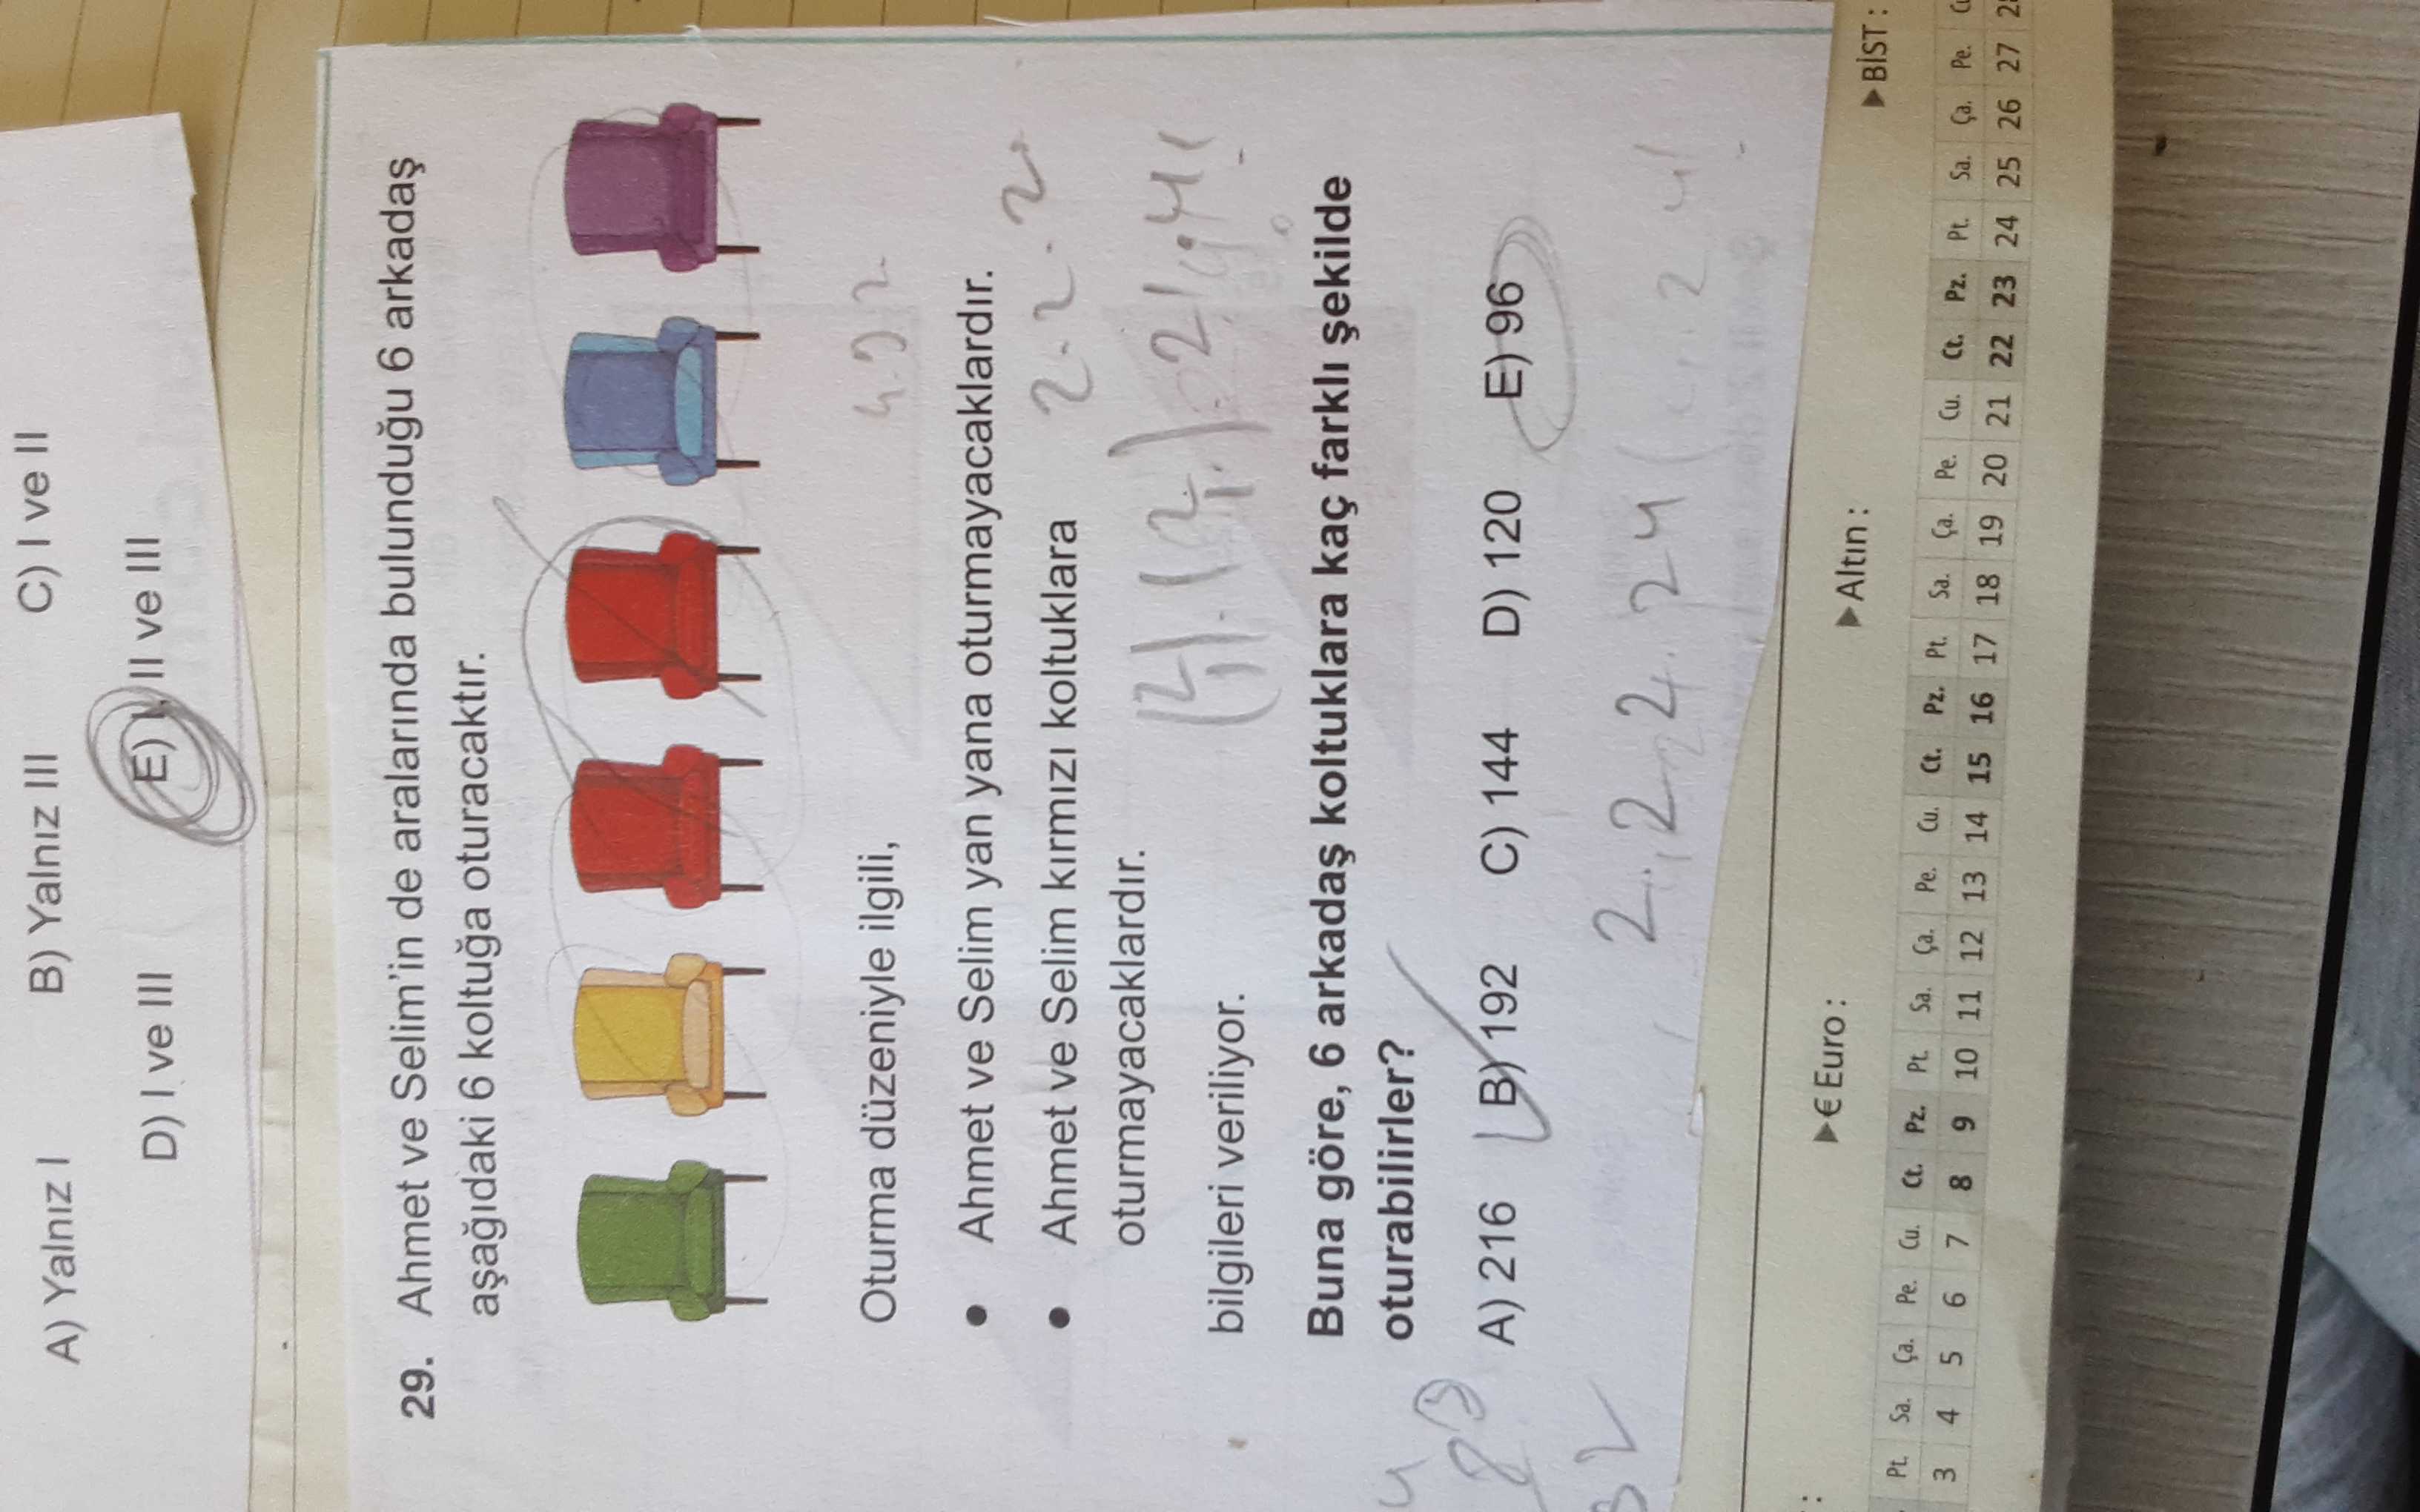 A) Yalnız I B) Yalnız III C) I ve II
D) I ve III E) I, II ve III
29. Ahmet ve Selim'in de aralarında bulunduğu 6 arkadaş
aşağıdaki 6 koltuğa oturacaktır.
Oturma düzeniyle ilgili,
• Ahmet ve Selim yan yana oturmayacaklardır.
• Ahmet ve Selim kırmızı koltuklara
2.2.2
oturmayacaklardır.
bilgileri veriliyor.
Buna göre, 6 arkadaş koltuklara kaç farklı şekilde
oturabilirler?
A) 216 B) 192 C) 144 D) 120 E) 96
▶€ Euro : ▶Altın : ▶BİST :
Pt. Sa. Ça. Pe. Cu. Ct. Pz. Pt. Sa. Ça. Pe. Cu. Ct. Pz. Pt. Sa. Ça. Pe. Cu. Ct. Pz. Pt. Sa. Ça. Pe.
3 4 5 6 7 8 9 10 11 12 13 14 15 16 17 18 19 20 21 22 23 24 25 26 27